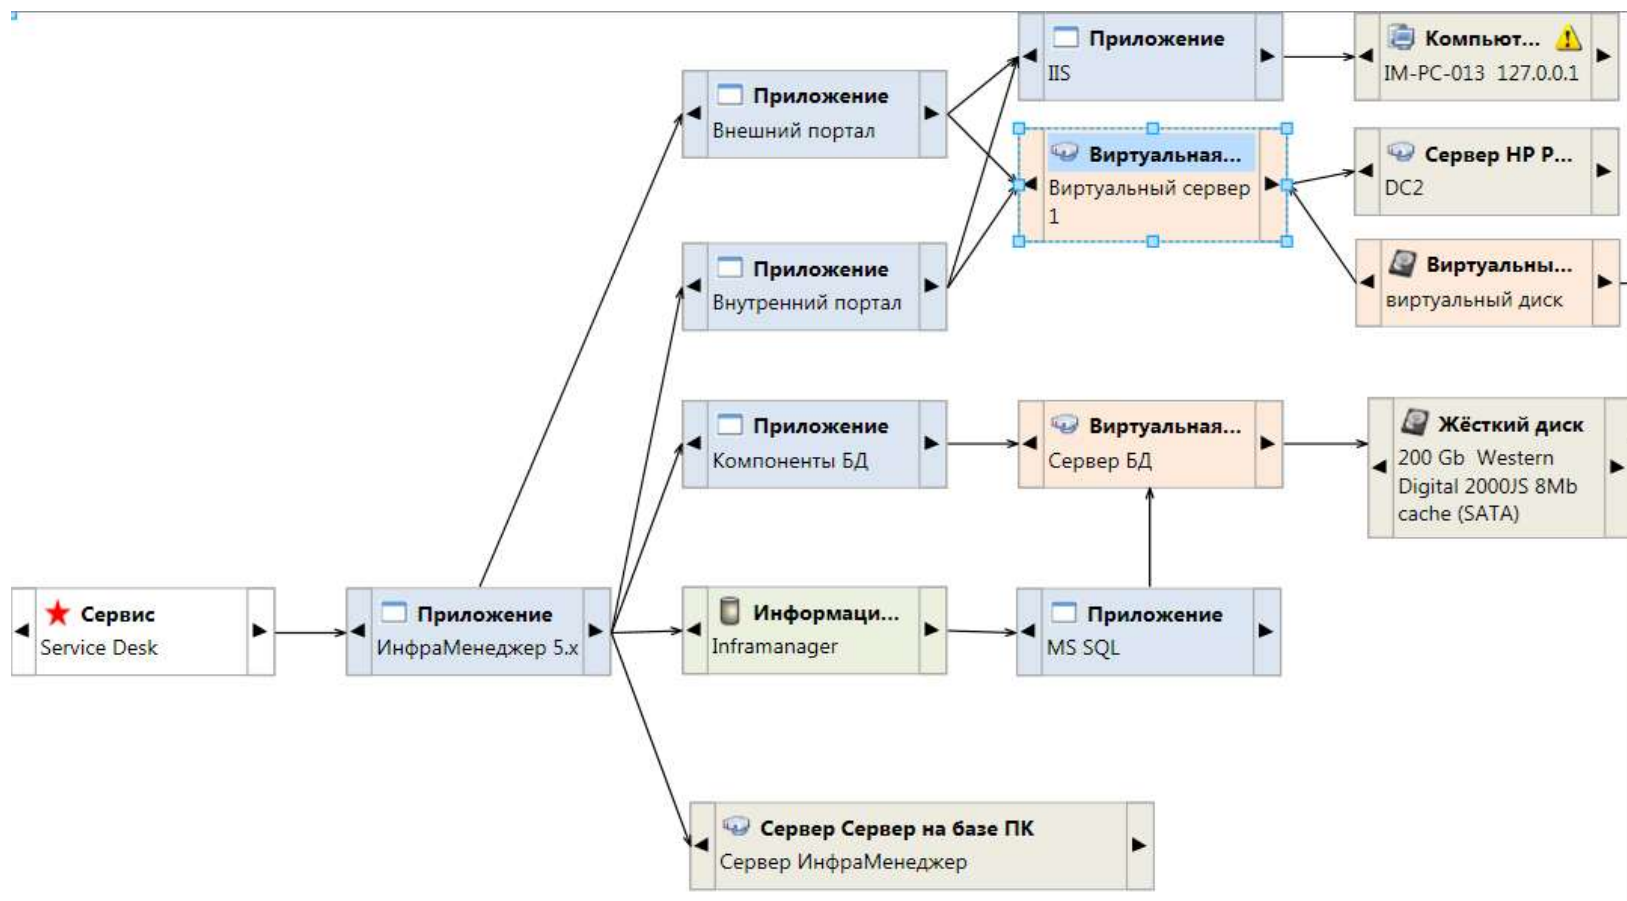 Приложение
IIS
Компьют...
IM-PC-013 127.0.0.1
Приложение
Внешний портал
Виртуальная...
Виртуальный сервер
1
Сервер HP P...
DC2
Приложение
Внутренний портал
Виртуальны...
виртуальный диск
Приложение
Компоненты БД
Виртуальная...
Сервер БД
Жёсткий диск
200 Gb Western
Digital 2000JS 8Mb
cache (SATA)
Сервис
Service Desk
Приложение
ИнфраМенеджер 5.x
Информаци...
Inframanager
Приложение
MS SQL
Сервер Сервер на базе ПК
Сервер ИнфраМенеджер